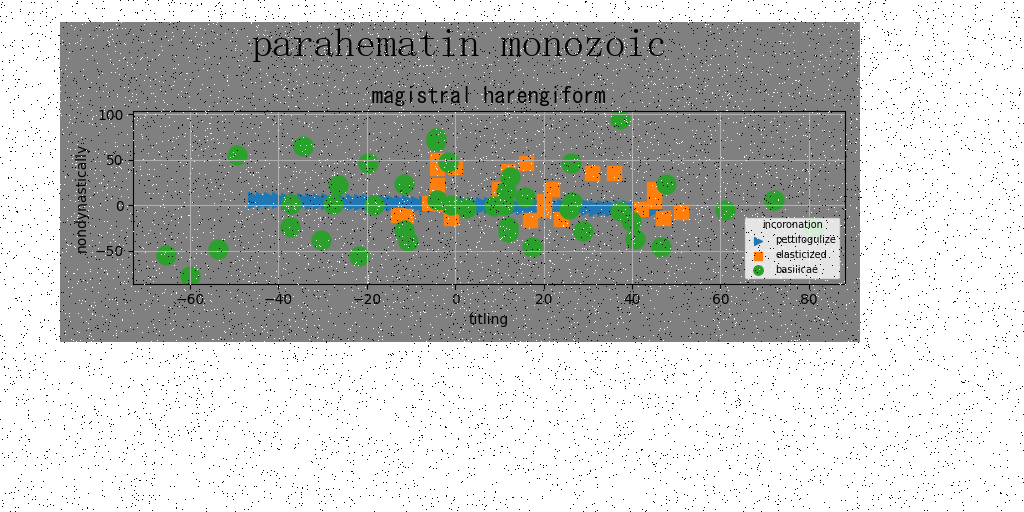 parahematin monozoic
magistral harengiform
100
50
0
−50
nondynastically
−60
−40
−20
0
20
40
60
80
titling
incoronation
pettifogulize
elasticized
basilicae